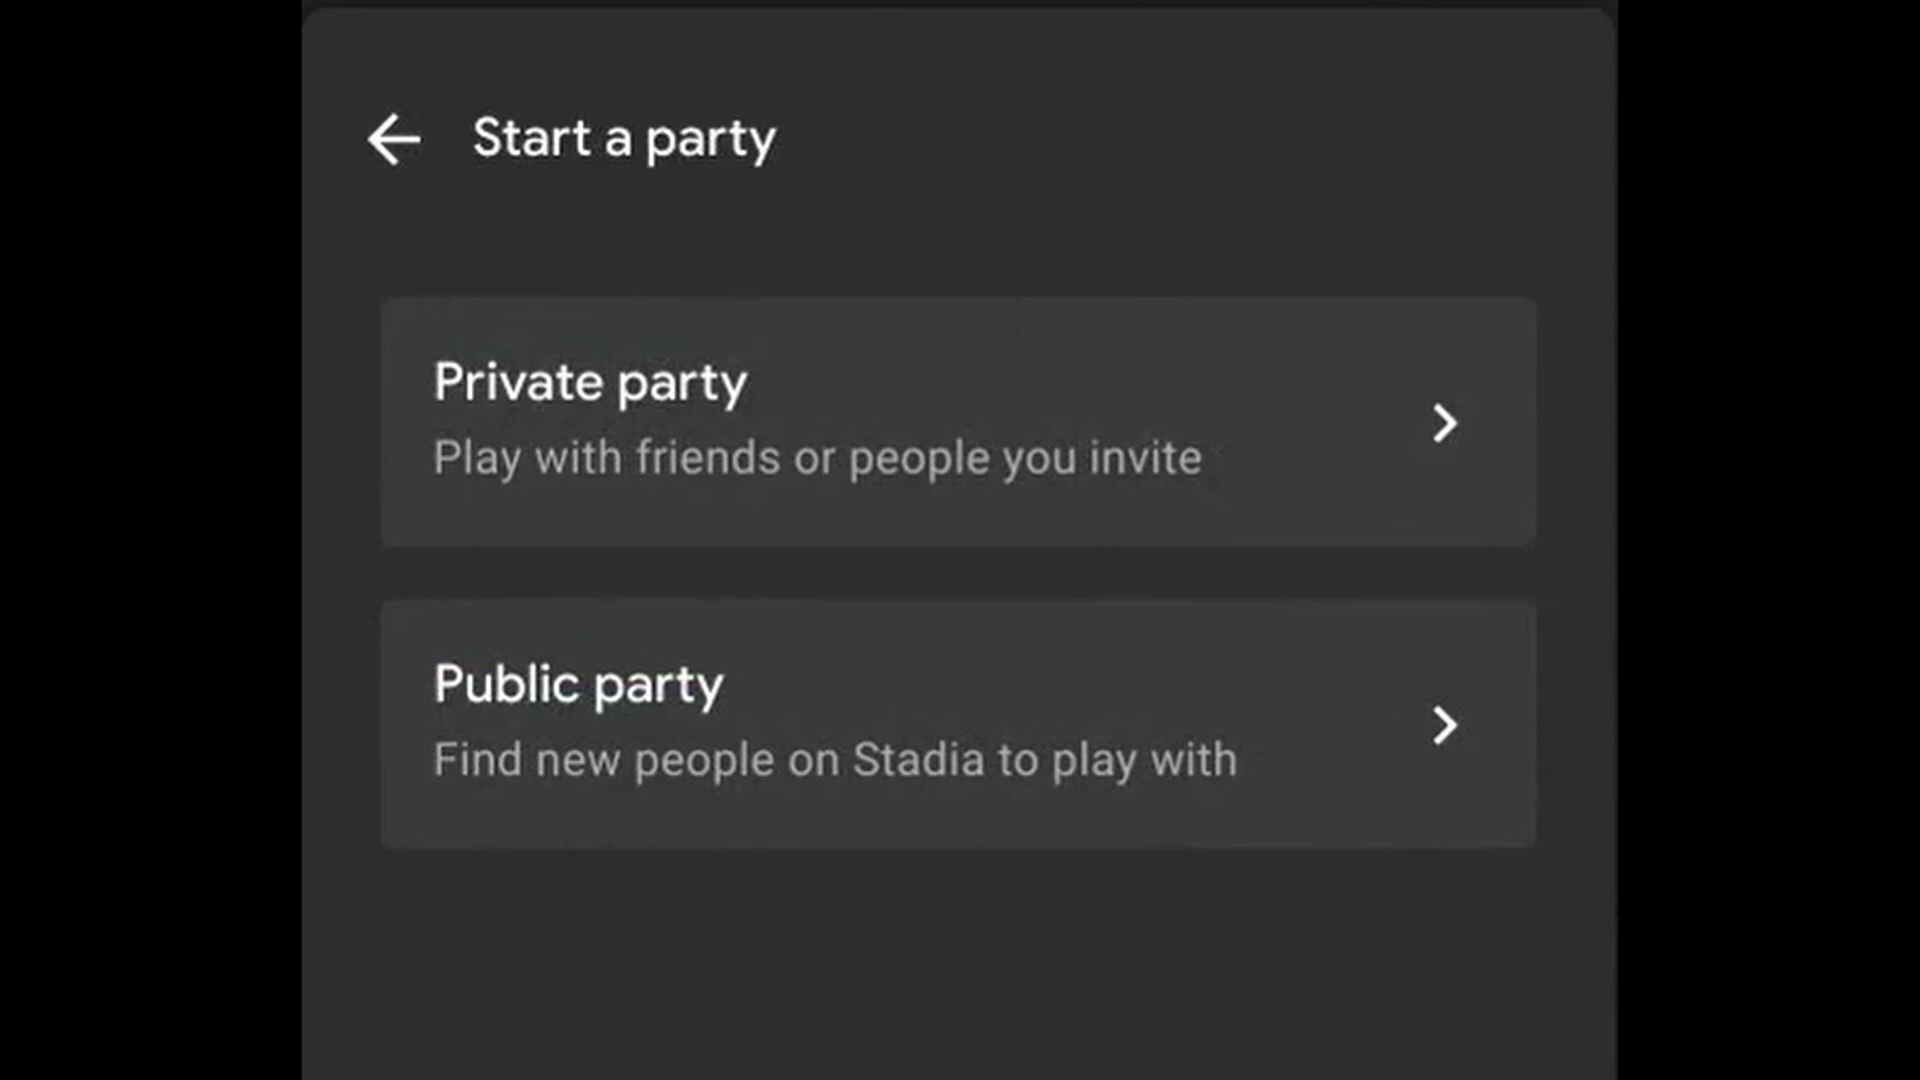 Start a party
Private party
Play with friends or people you invite
Public party
Find new people on Stadia to play with